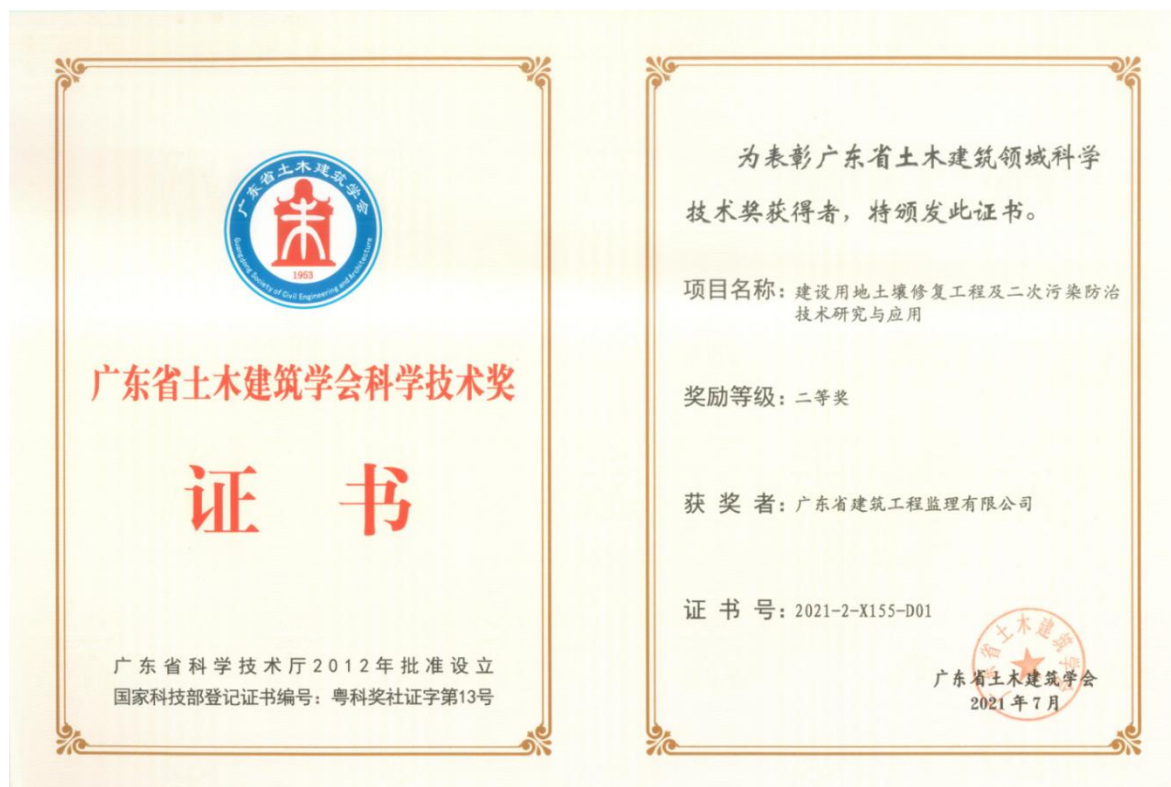 广东省土木建筑学会
1953
Guangdong Society of Civil Engineering and Architecture
广东省土木建筑学会科学技术奖
证 书
广东省科学技术厅2012年批准设立
国家科技部登记证书编号：粤科奖社证字第13号
为表彰广东省土木建筑领域科学
技术奖获得者，特颁发此证书。
项目名称：建设用地土壤修复工程及二次污染防治
技术研究与应用
奖励等级：二等奖
获 奖 者：广东省建筑工程监理有限公司
证 书 号：2021-2-X155-D01
广东省土木建筑学会
广东省土木建筑学会
2021年7月